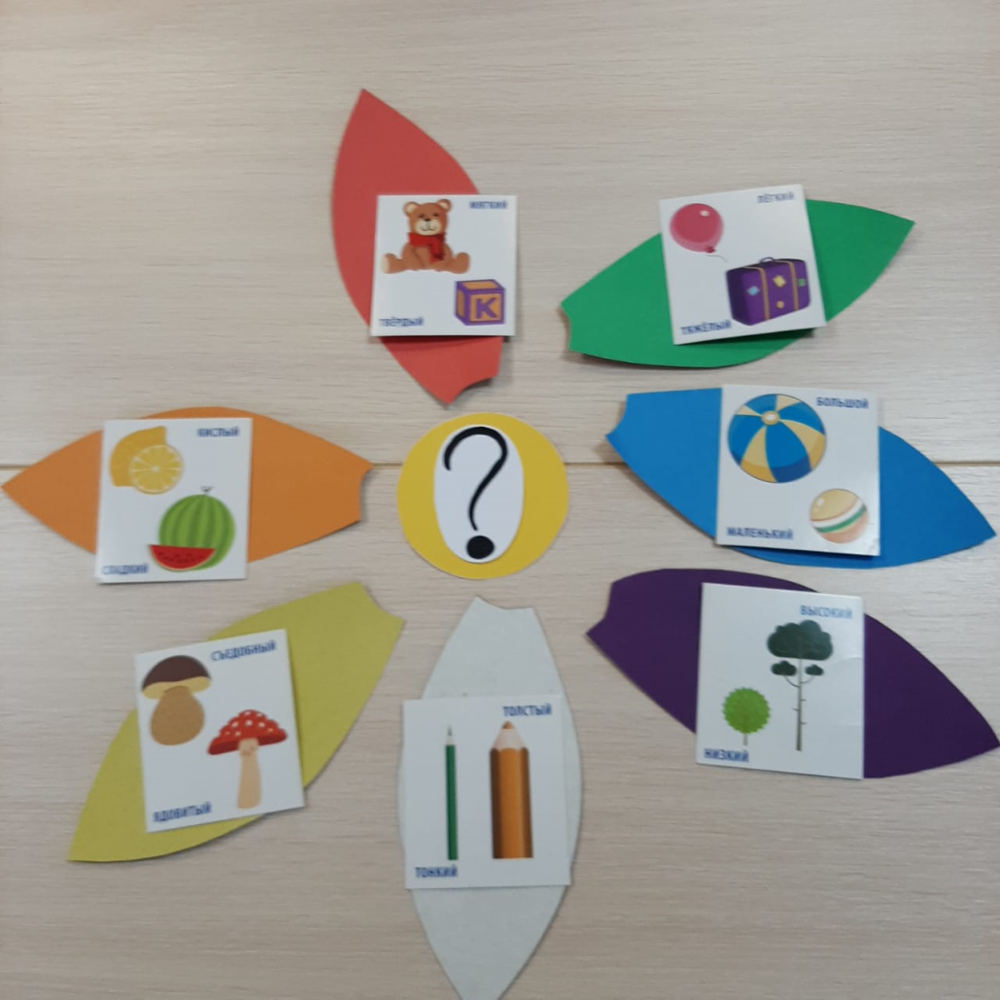 МЯГКИЙ
К
ТВЁРДЫЙ
ЛЁГКИЙ
ТЯЖЁЛЫЙ
КИСЛЫЙ
СЛАДКИЙ
?
БОЛЬШОЙ
МАЛЕНЬКИЙ
СЪЕДОБНЫЙ
ЯДОВИТЫЙ
ТОЛСТЫЙ
ТОНКИЙ
ВЫСОКИЙ
НИЗКИЙ